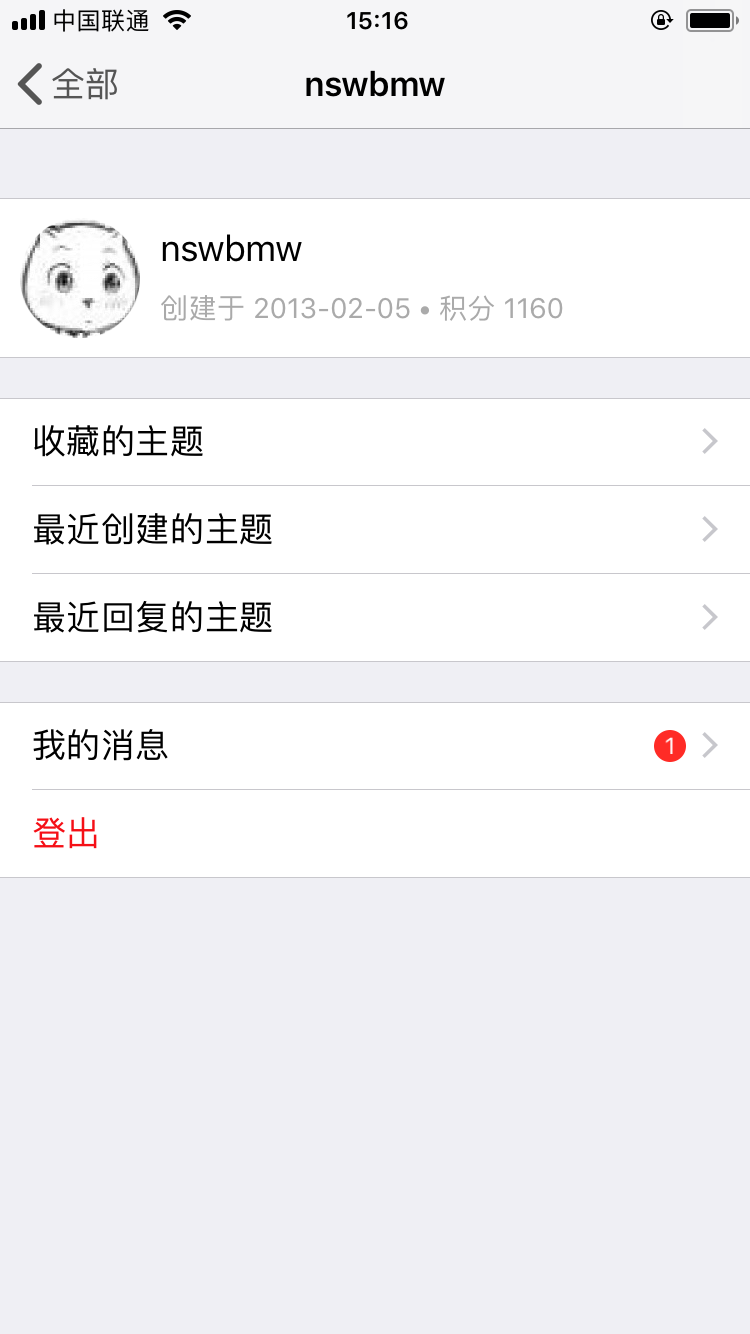 中国联通 15:16
全部 nswbmw
nswbmw
创建于 2013-02-05 • 积分 1160
收藏的主题
最近创建的主题
最近回复的主题
我的消息 1
登出